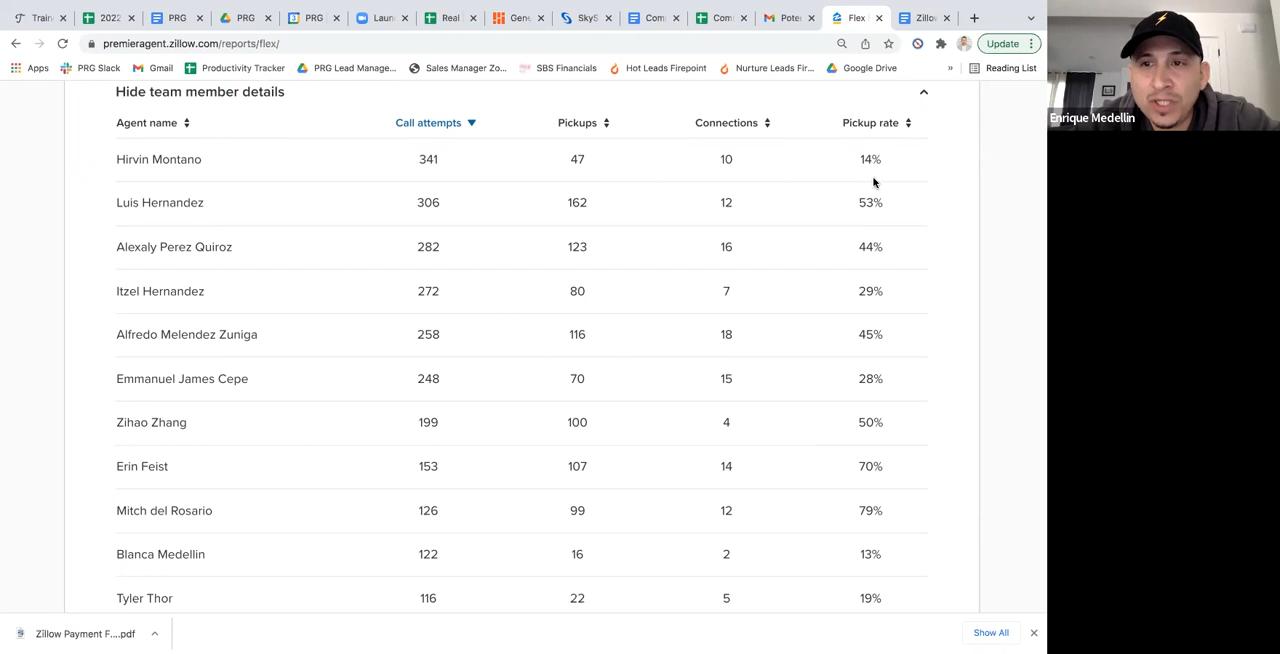 Train
2022
PRG
PRG
PRG
Laun
Real
Gene
SkyS
Com
Com
Pote
Flex
Zillow
premieragent.zillow.com/reports/flex/
Update
Apps
PRG Slack
Gmail
Productivity Tracker
PRG Lead Manage...
Sales Manager Zo...
SBS Financials
Hot Leads Firepoint
Nurture Leads Fir...
Google Drive
»
Reading List
Enrique Medellin
Hide team member details
Agent name Call attempts Pickups Connections Pickup rate
Hirvin Montano 341 47 10 14%
Luis Hernandez 306 162 12 53%
Alexaly Perez Quiroz 282 123 16 44%
Itzel Hernandez 272 80 7 29%
Alfredo Melendez Zuniga 258 116 18 45%
Emmanuel James Cepe 248 70 15 28%
Zihao Zhang 199 100 4 50%
Erin Feist 153 107 14 70%
Mitch del Rosario 126 99 12 79%
Blanca Medellin 122 16 2 13%
Tyler Thor 116 22 5 19%
Zillow Payment F....pdf
Show All